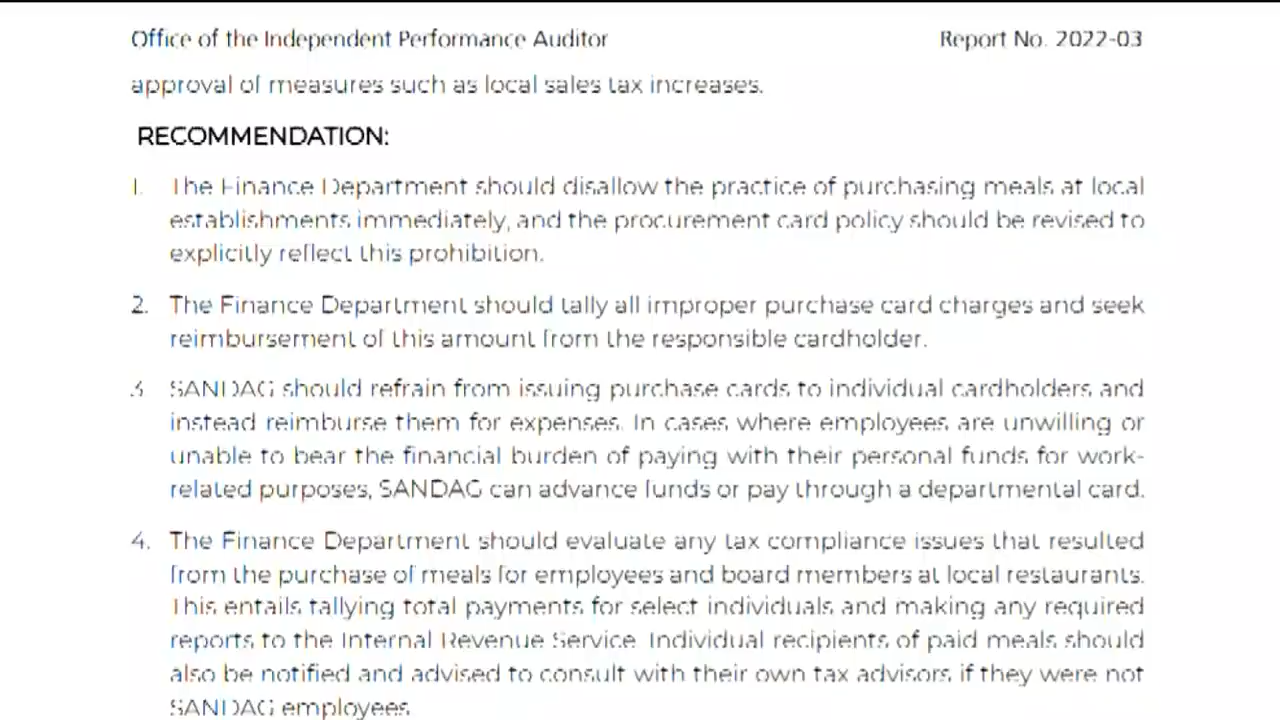 Office of the Independent Performance Auditor Report No. 2022-03
approval of measures such as local sales tax increases.
RECOMMENDATION:
1. The Finance Department should disallow the practice of purchasing meals at local
establishments immediately, and the procurement card policy should be revised to
explicitly reflect this prohibition.
2. The Finance Department should tally all improper purchase card charges and seek
reimbursement of this amount from the responsible cardholder.
3. SANDAG should refrain from issuing purchase cards to individual cardholders and
instead reimburse them for expenses. In cases where employees are unwilling or
unable to bear the financial burden of paying with their personal funds for work-
related purposes, SANDAG can advance funds or pay through a departmental card.
4. The Finance Department should evaluate any tax compliance issues that resulted
from the purchase of meals for employees and board members at local restaurants.
This entails tallying total payments for select individuals and making any required
reports to the Internal Revenue Service. Individual recipients of paid meals should
also be notified and advised to consult with their own tax advisors if they were not
SANDAG employees.